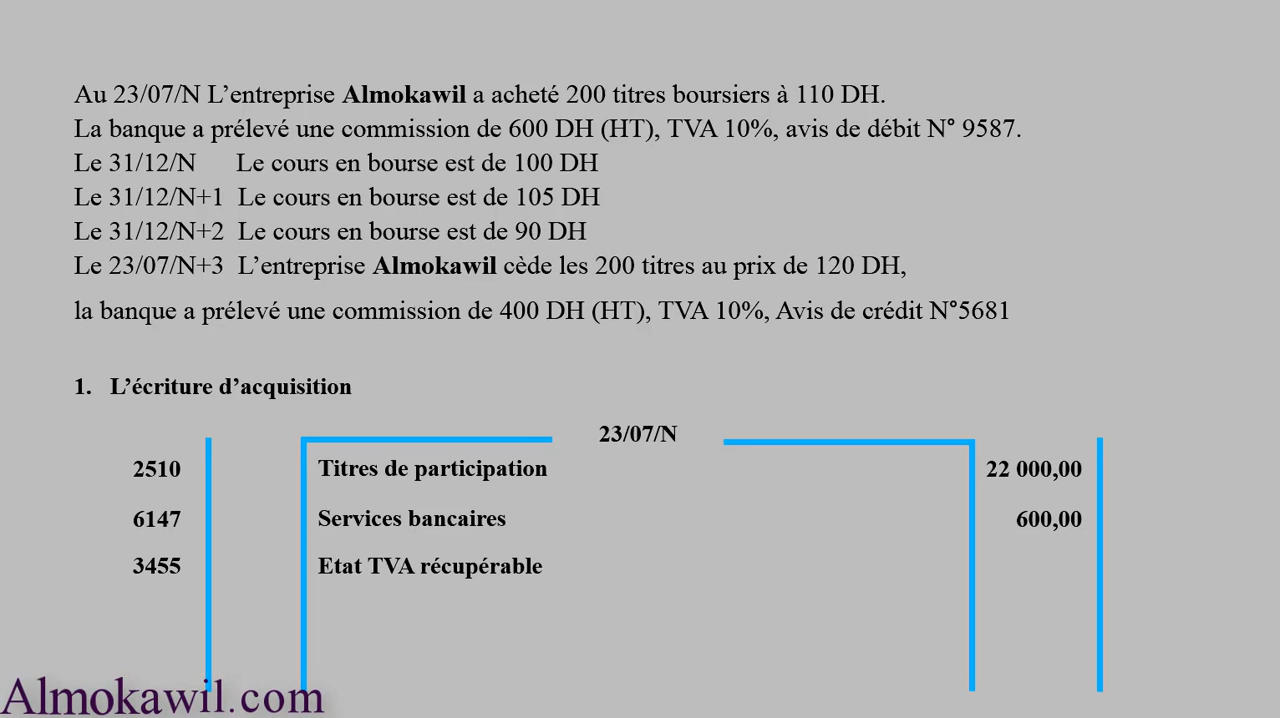 Au 23/07/N L’entreprise Almokawil a acheté 200 titres boursiers à 110 DH.
La banque a prélevé une commission de 600 DH (HT), TVA 10%, avis de débit N° 9587.
Le 31/12/N Le cours en bourse est de 100 DH
Le 31/12/N+1 Le cours en bourse est de 105 DH
Le 31/12/N+2 Le cours en bourse est de 90 DH
Le 23/07/N+3 L’entreprise Almokawil cède les 200 titres au prix de 120 DH,
la banque a prélevé une commission de 400 DH (HT), TVA 10%, Avis de crédit N°5681
1. L’écriture d’acquisition
23/07/N
2510 Titres de participation 22 000,00
6147 Services bancaires 600,00
3455 Etat TVA récupérable
Almokawil.com